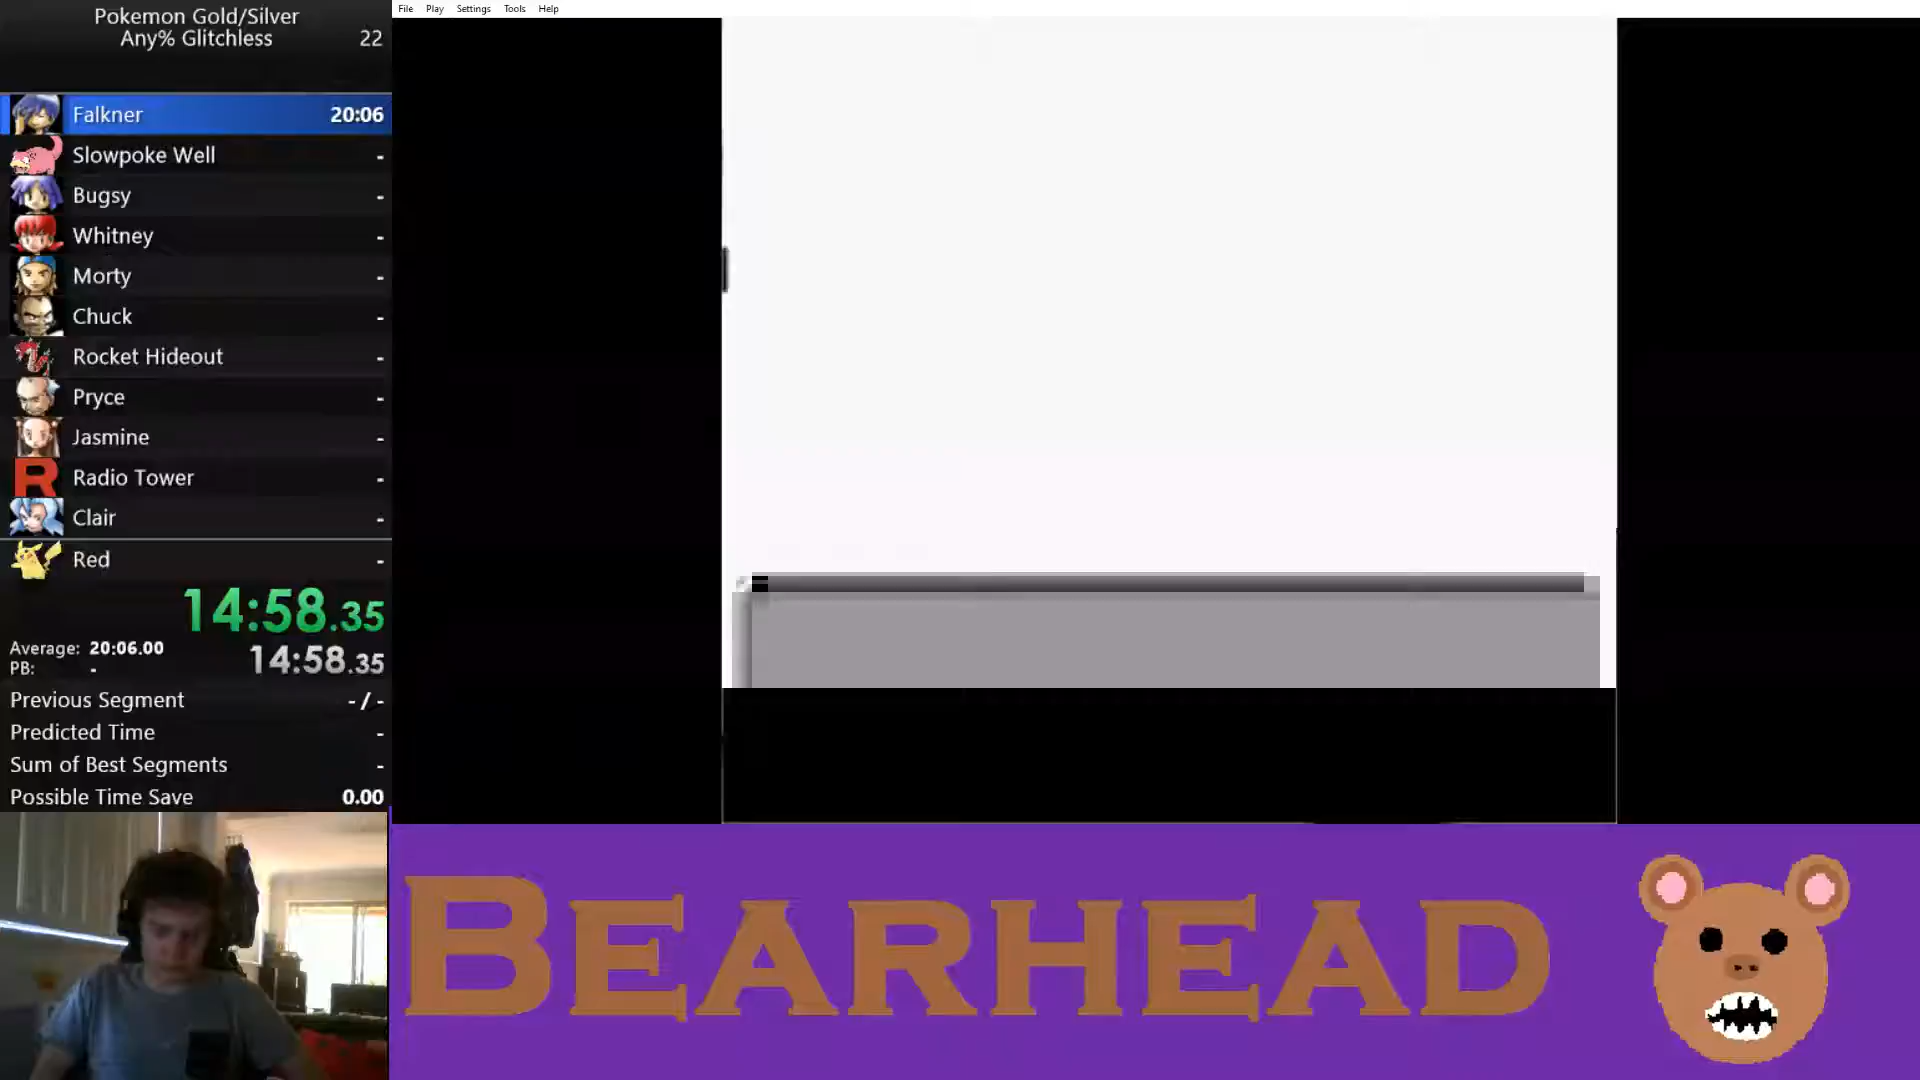 File Play Settings Tools Help
Pokemon Gold/Silver
Any% Glitchless 22
Falkner 20:06
Slowpoke Well -
Bugsy -
Whitney -
Morty -
Chuck -
Rocket Hideout -
Pryce -
Jasmine -
R Radio Tower -
Clair -
Red -
14:58.35
Average: 20:06.00
PB: - 14:58.35
Previous Segment - / -
Predicted Time -
Sum of Best Segments -
Possible Time Save 0.00
BEARHEAD